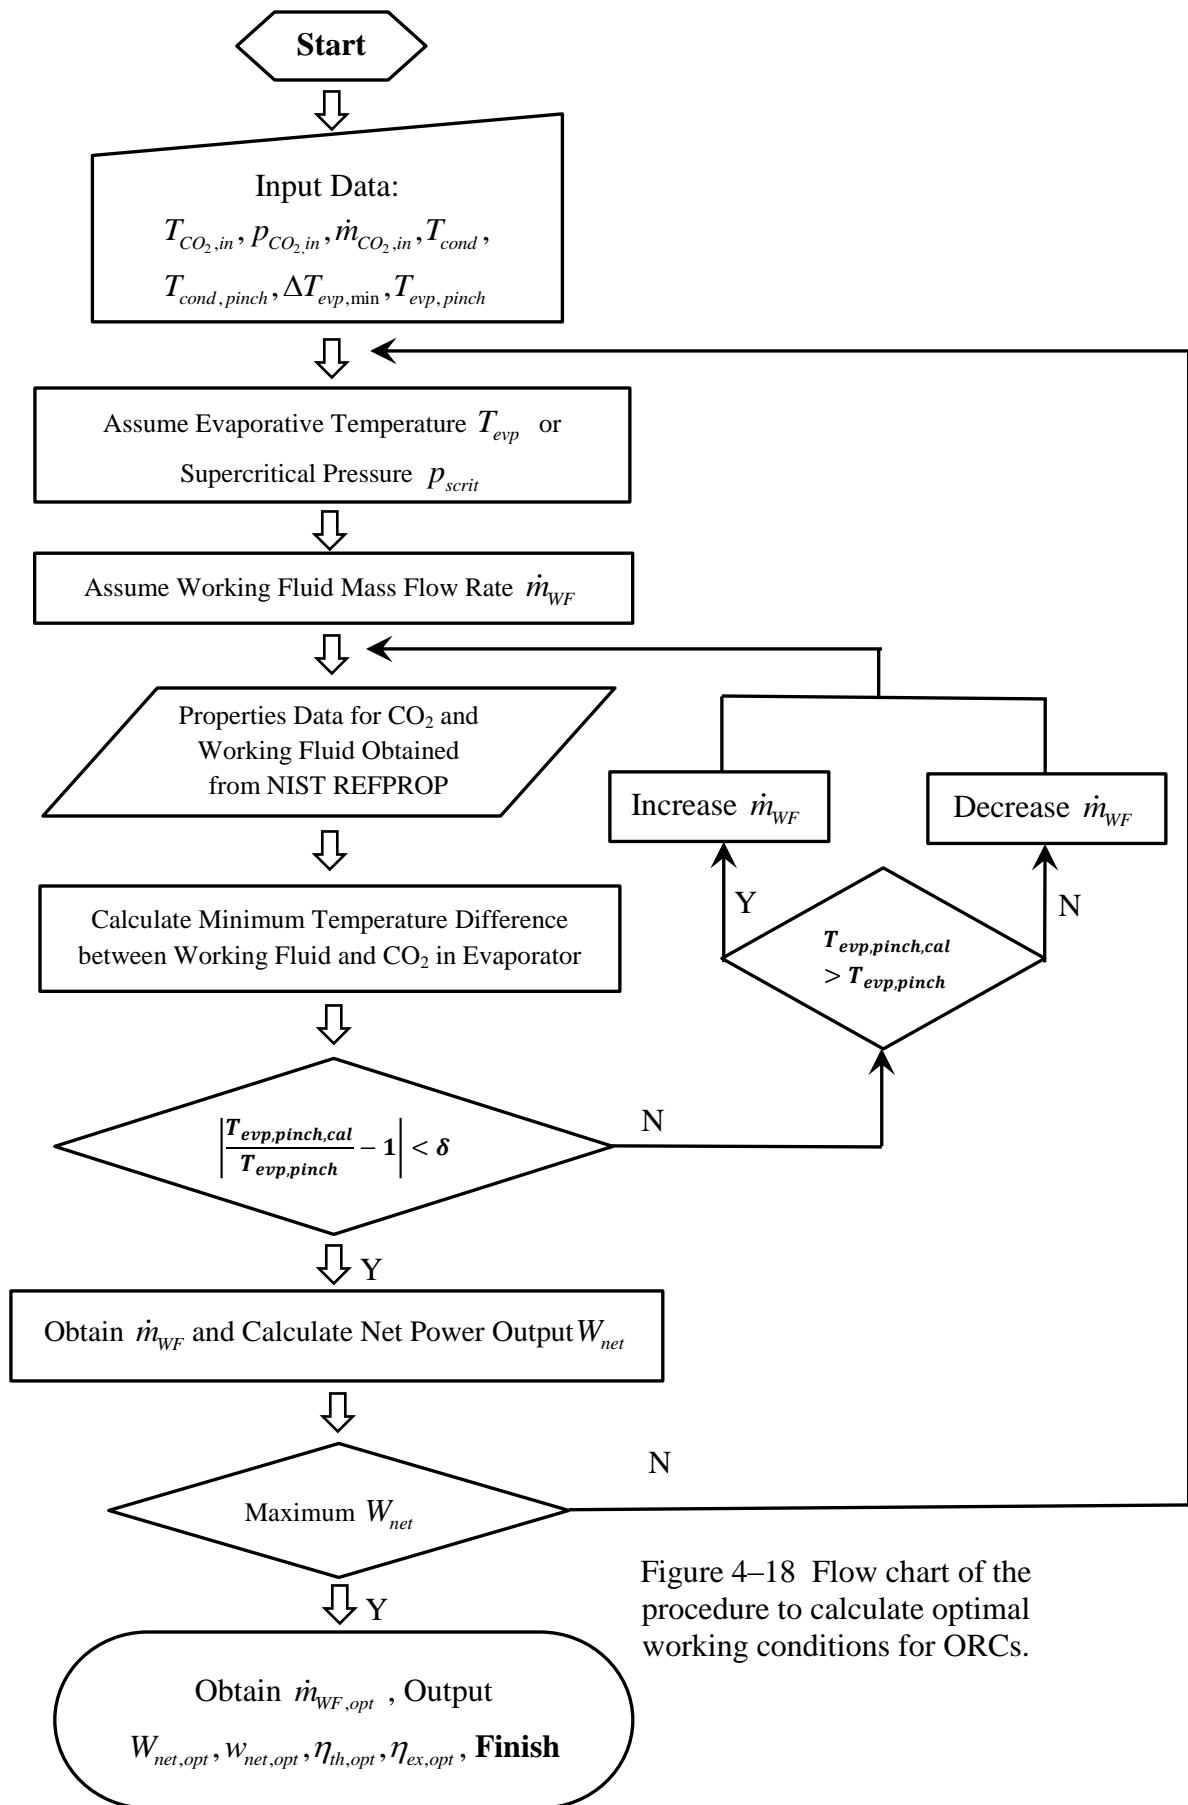 Start
Input Data:
T_{CO_2,in}, p_{CO_2,in}, ṁ_{CO_2,in}, T_{cond},
T_{cond,pinch}, ΔT_{evp,min}, T_{evp,pinch}
Assume Evaporative Temperature T_{evp} or
Supercritical Pressure p_{scrit}
Assume Working Fluid Mass Flow Rate ṁ_{WF}
Properties Data for CO₂ and
Working Fluid Obtained
from NIST REFPROP
Increase ṁ_{WF}
Decrease ṁ_{WF}
Calculate Minimum Temperature Difference
between Working Fluid and CO₂ in Evaporator
Y
N
T_{evp,pinch,cal}
> T_{evp,pinch}
|T_{evp,pinch,cal}/T_{evp,pinch} − 1| < δ
N
Y
Obtain ṁ_{WF} and Calculate Net Power Output W_{net}
Maximum W_{net}
N
Y
Figure 4–18 Flow chart of the
procedure to calculate optimal
working conditions for ORCs.
Obtain ṁ_{WF,opt} , Output
W_{net,opt}, w_{net,opt}, η_{th,opt}, η_{ex,opt}, Finish